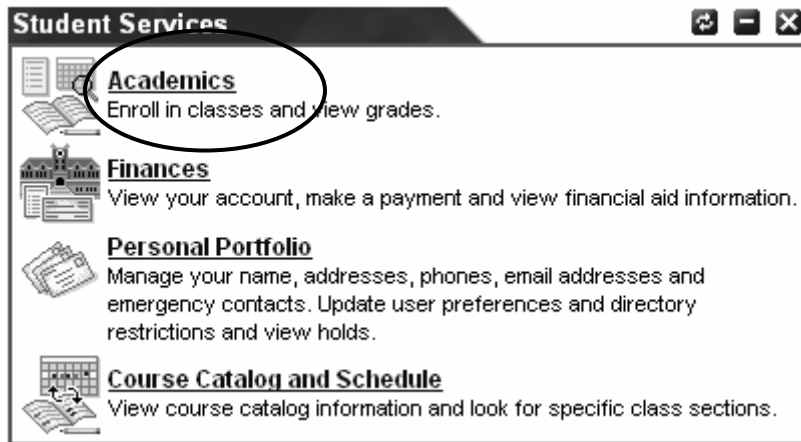 Student Services
Academics
Enroll in classes and view grades.
Finances
View your account, make a payment and view financial aid information.
Personal Portfolio
Manage your name, addresses, phones, email addresses and
emergency contacts. Update user preferences and directory
restrictions and view holds.
Course Catalog and Schedule
View course catalog information and look for specific class sections.